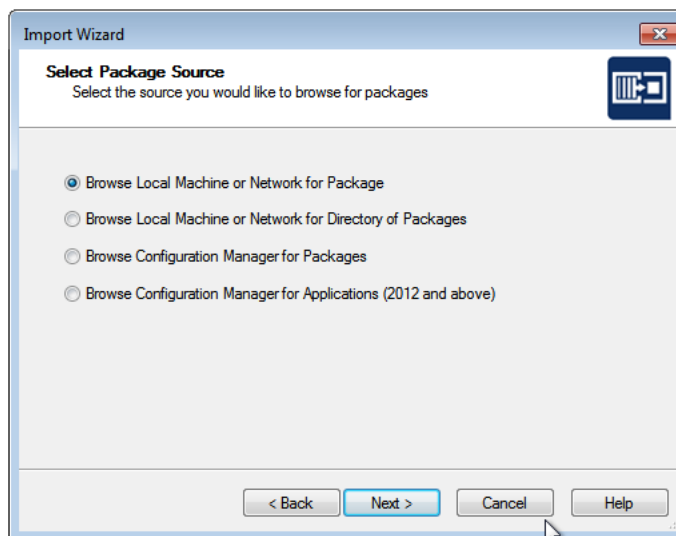 Import Wizard
Select Package Source
Select the source you would like to browse for packages
Browse Local Machine or Network for Package
Browse Local Machine or Network for Directory of Packages
Browse Configuration Manager for Packages
Browse Configuration Manager for Applications (2012 and above)
< Back Next > Cancel Help